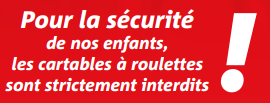 Pour la sécurité
de nos enfants,
les cartables à roulettes
sont strictement interdits
!